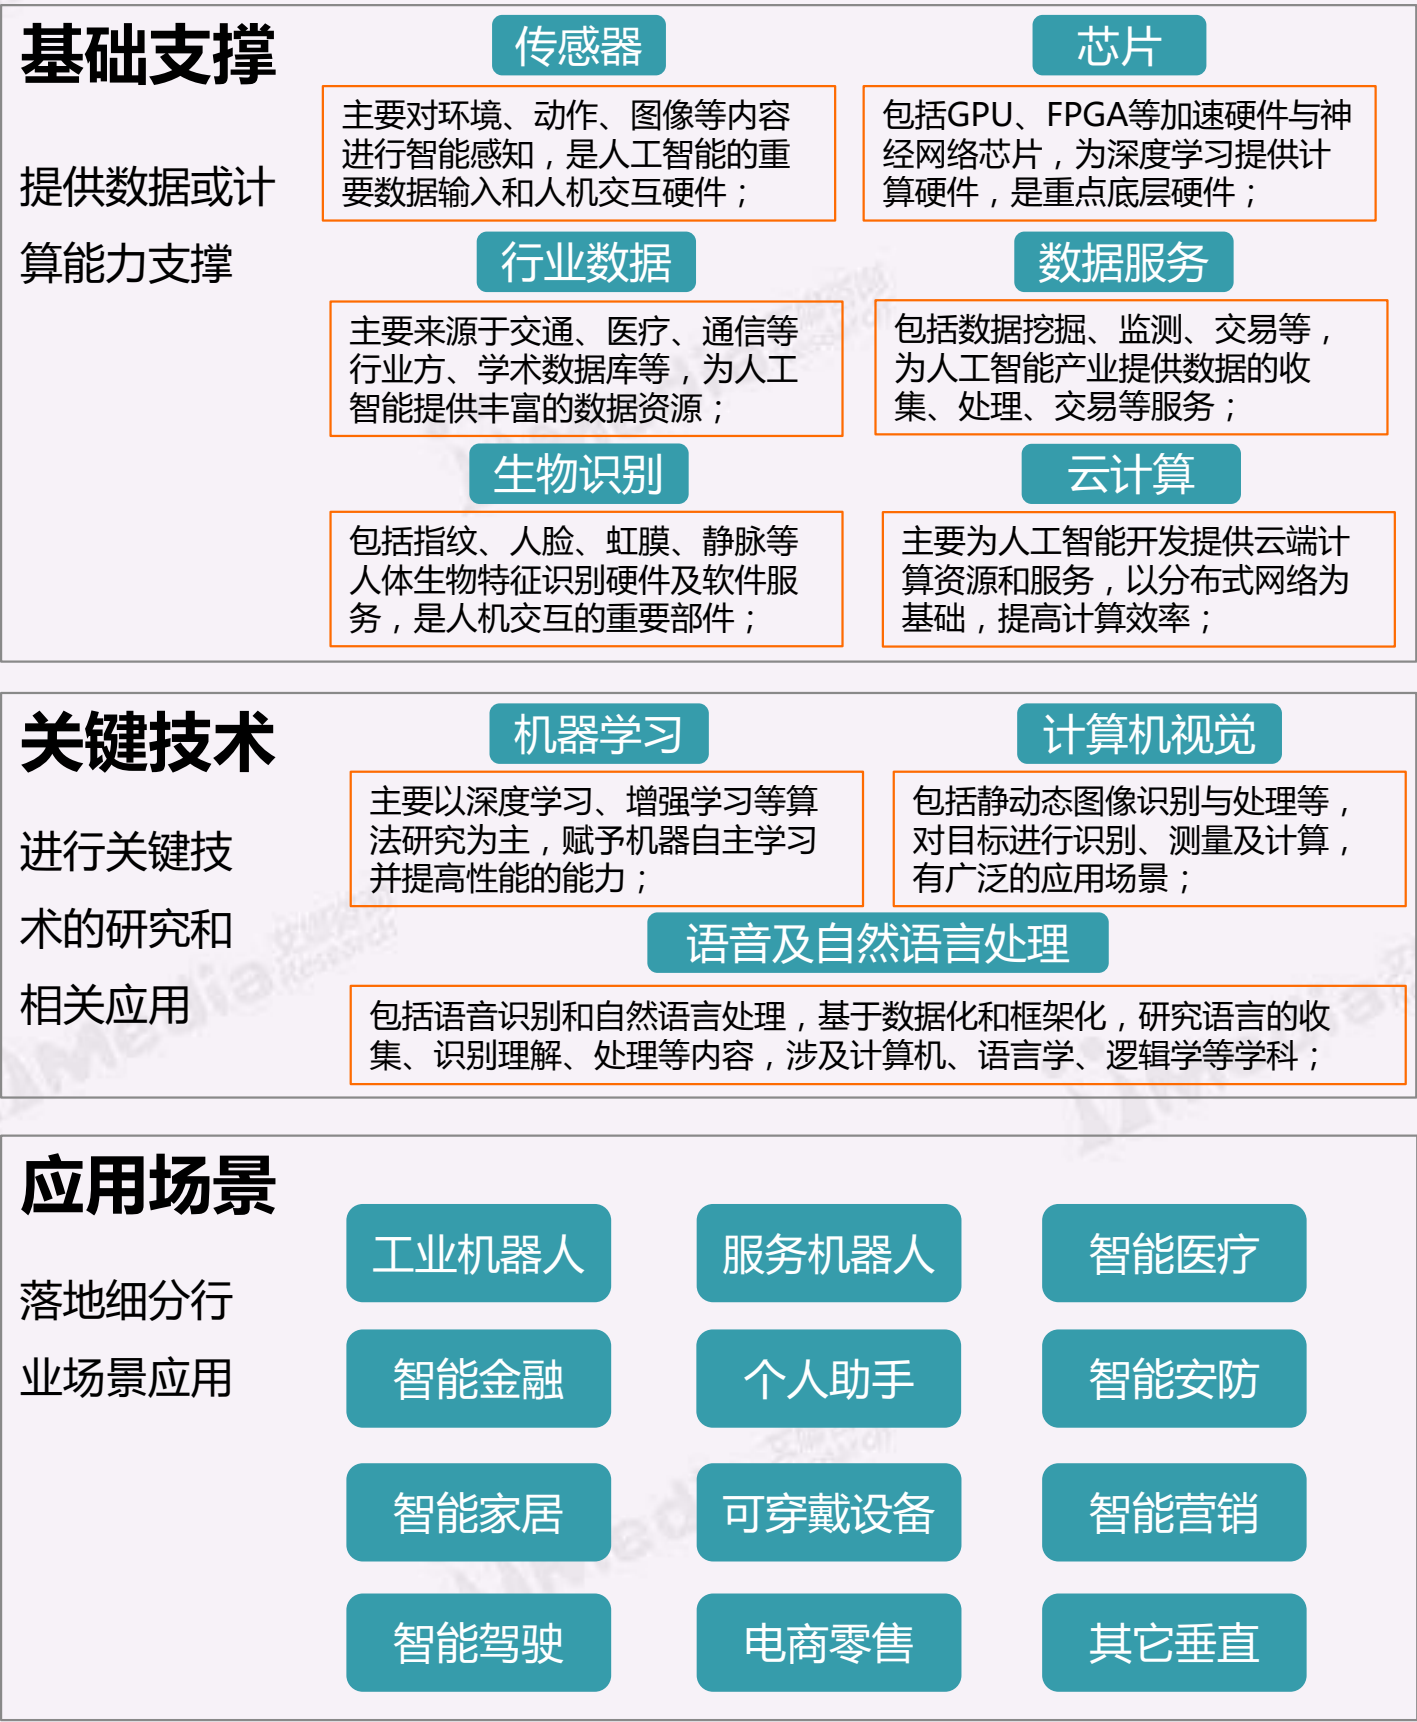 基础支撑
提供数据或计
算能力支撑
传感器
主要对环境、动作、图像等内容
进行智能感知，是人工智能的重
要数据输入和人机交互硬件；
芯片
包括GPU、FPGA等加速硬件与神
经网络芯片，为深度学习提供计
算硬件，是重点底层硬件；
行业数据
主要来源于交通、医疗、通信等
行业方、学术数据库等，为人工
智能提供丰富的数据资源；
数据服务
包括数据挖掘、监测、交易等，
为人工智能产业提供数据的收
集、处理、交易等服务；
生物识别
包括指纹、人脸、虹膜、静脉等
人体生物特征识别硬件及软件服
务，是人机交互的重要部件；
云计算
主要为人工智能开发提供云端计
算资源和服务，以分布式网络为
基础，提高计算效率；
关键技术
进行关键技
术的研究和
相关应用
机器学习
主要以深度学习、增强学习等算
法研究为主，赋予机器自主学习
并提高性能的能力；
计算机视觉
包括静动态图像识别与处理等，
对目标进行识别、测量及计算，
有广泛的应用场景；
语音及自然语言处理
包括语音识别和自然语言处理，基于数据化和框架化，研究语言的收
集、识别理解、处理等内容，涉及计算机、语言学、逻辑学等学科；
应用场景
落地细分行
业场景应用
工业机器人
服务机器人
智能医疗
智能金融
个人助手
智能安防
智能家居
可穿戴设备
智能营销
智能驾驶
电商零售
其它垂直
iiMedia
Research
艾媒咨询